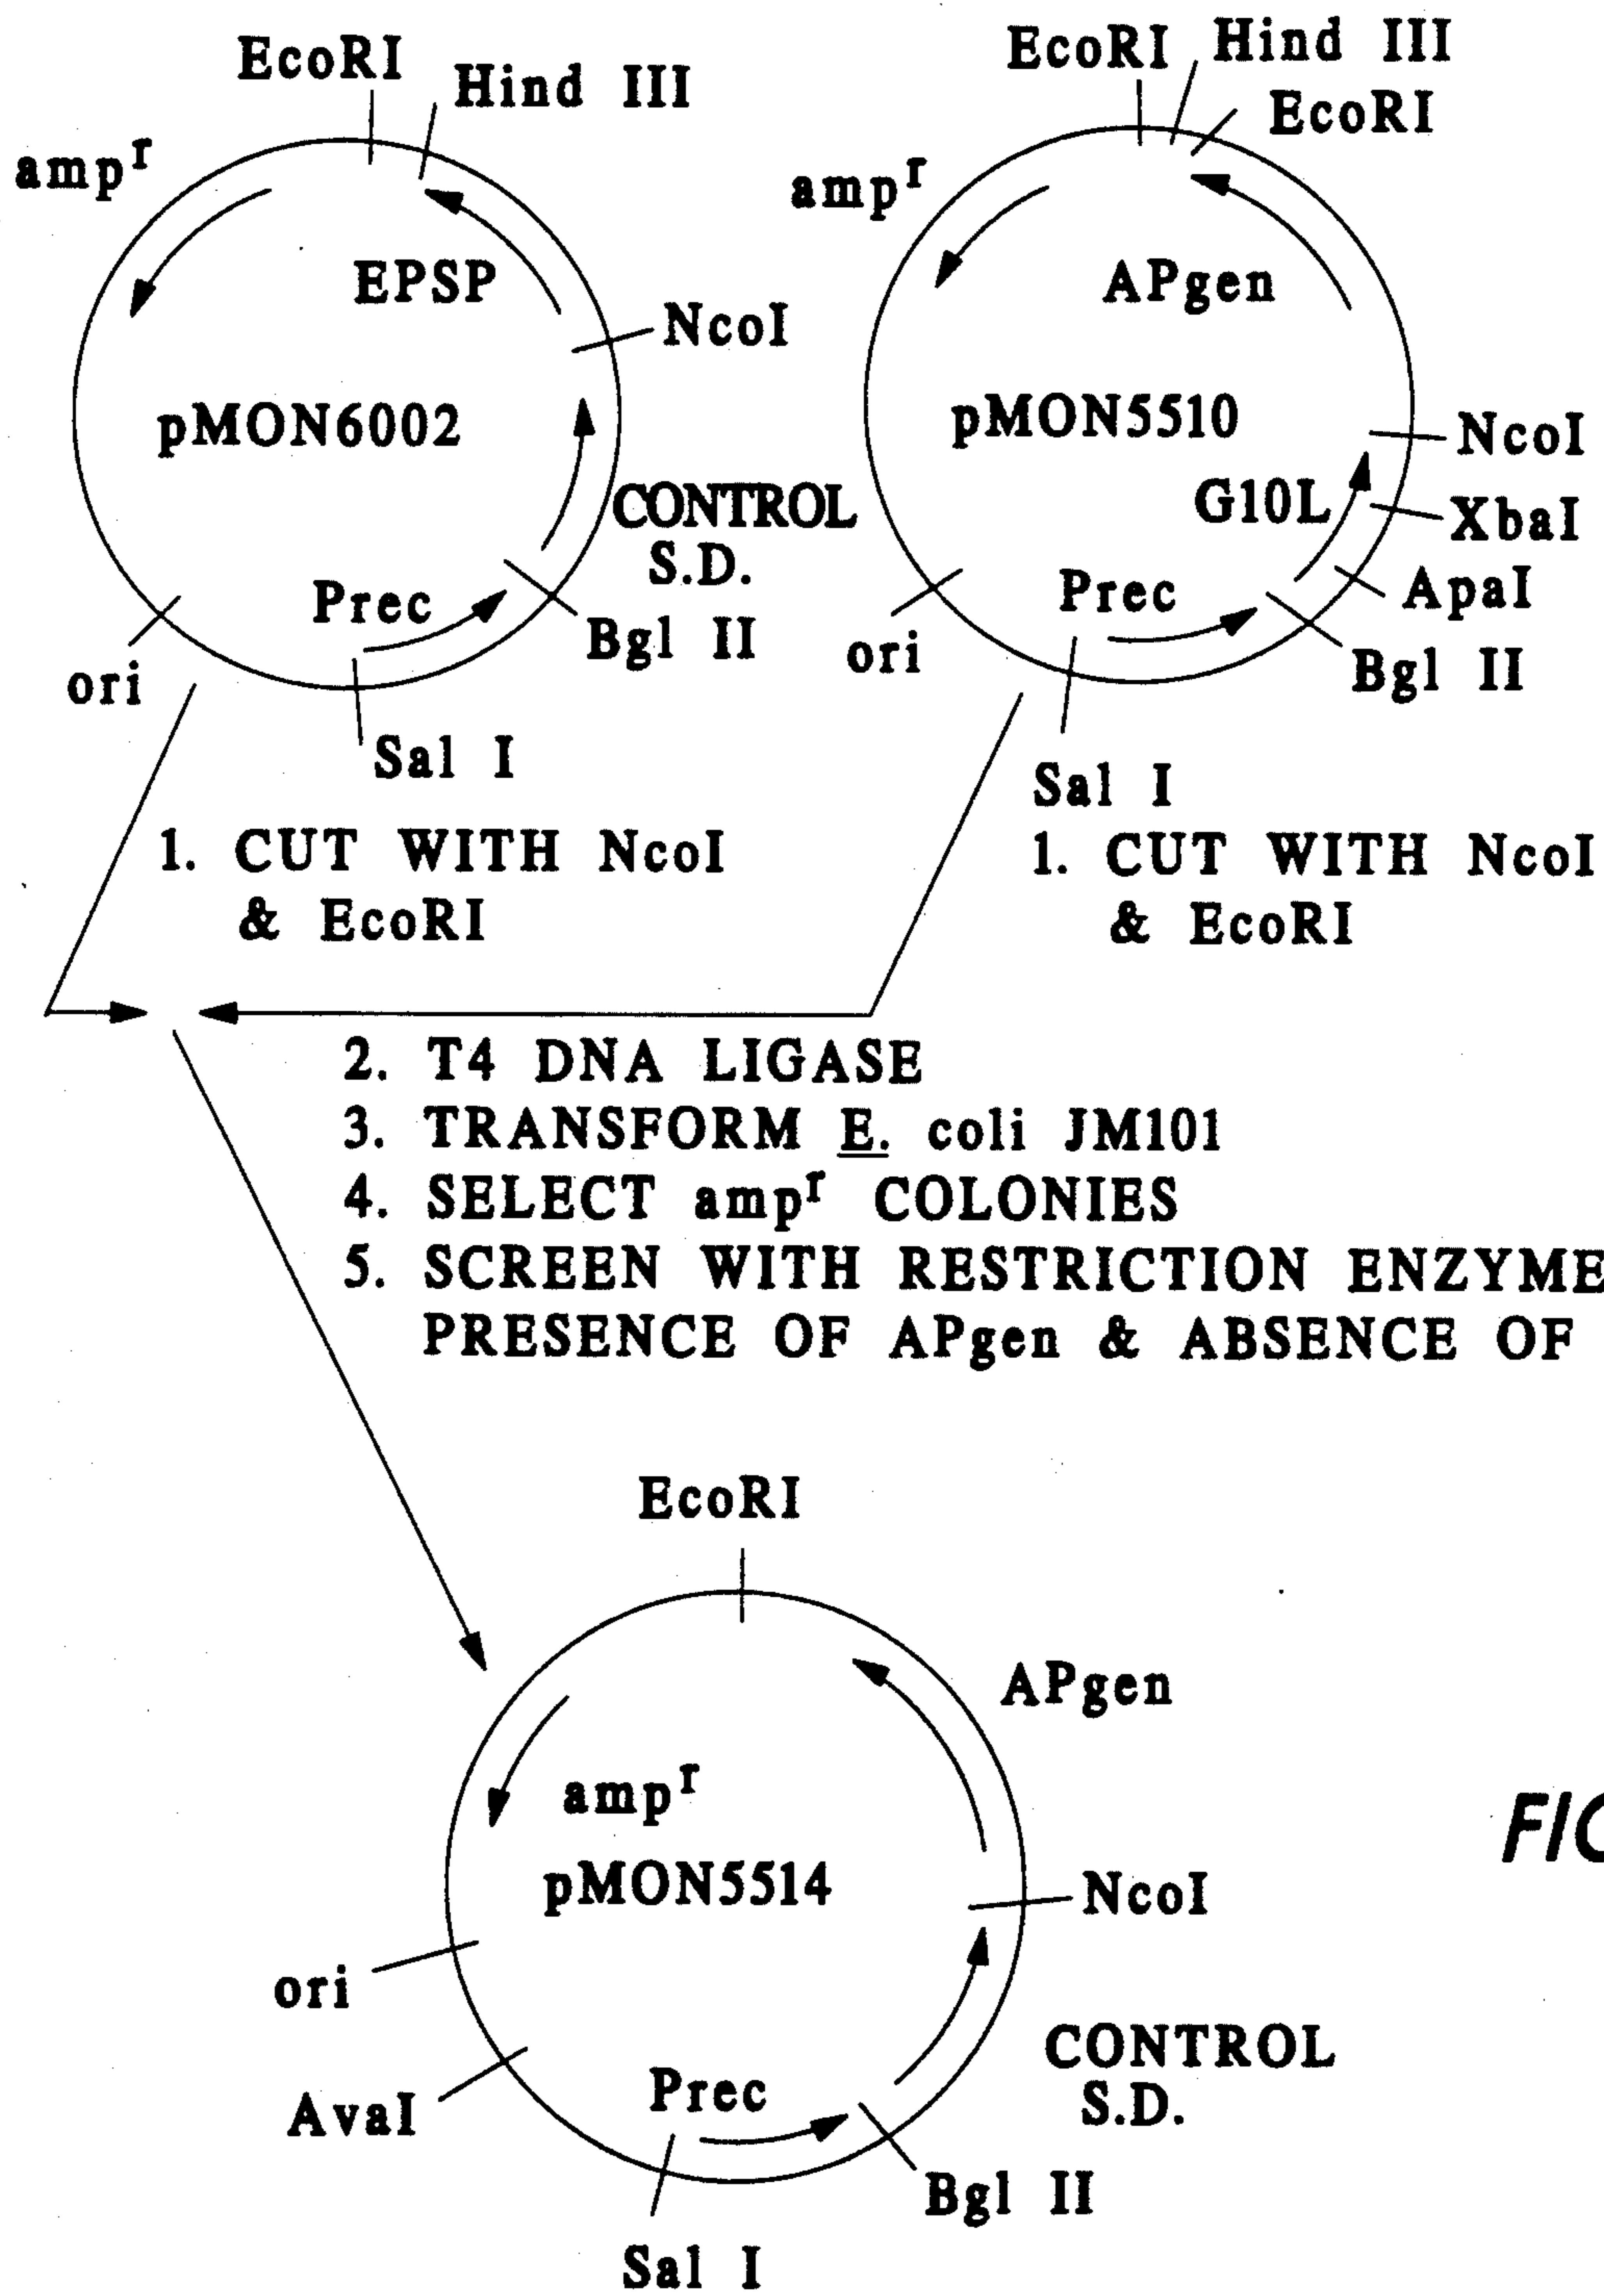 EcoRI
Hind III
amp^r
EPSP
NcoI
pMON6002
CONTROL
S.D.
Prec
Bgl II
ori
Sal I
1. CUT WITH NcoI
& EcoRI
EcoRI
Hind III
EcoRI
amp^r
APgen
pMON5510
NcoI
G10L
XbaI
Prec
ApaI
ori
Bgl II
Sal I
1. CUT WITH NcoI
& EcoRI
2. T4 DNA LIGASE
3. TRANSFORM E. coli JM101
4. SELECT amp^r COLONIES
5. SCREEN WITH RESTRICTION ENZYME
PRESENCE OF APgen & ABSENCE OF
EcoRI
APgen
amp^r
pMON5514
NcoI
ori
CONTROL
S.D.
AvaI
Prec
Bgl II
Sal I